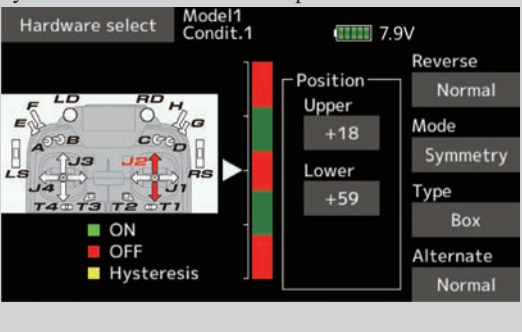 Hardware select
Model1
Condit.1
7.9V
Position
Upper
+18
Lower
+59
Reverse
Normal
Mode
Symmetry
Type
Box
Alternate
Normal
F LD RD H
E G
A B C D
J3 J2
LS J4 J1 RS
T4 T3 T2 T1
ON
OFF
Hysteresis